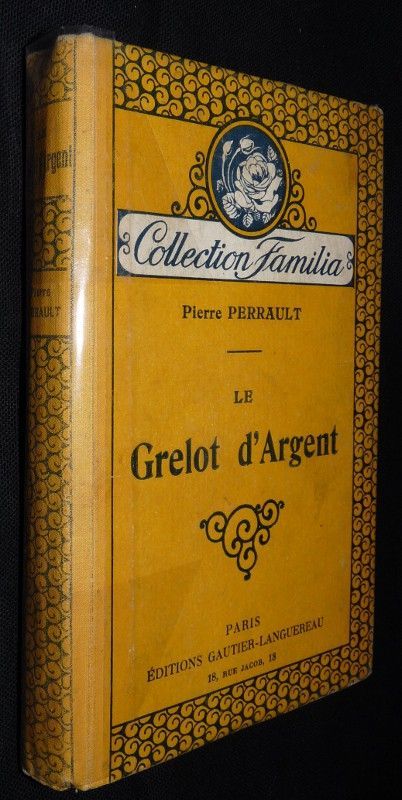 Collection Familia
Pierre PERRAULT
LE
Grelot d'Argent
PARIS
ÉDITIONS GAUTIER-LANGUEREAU
18, RUE JACOB, 18